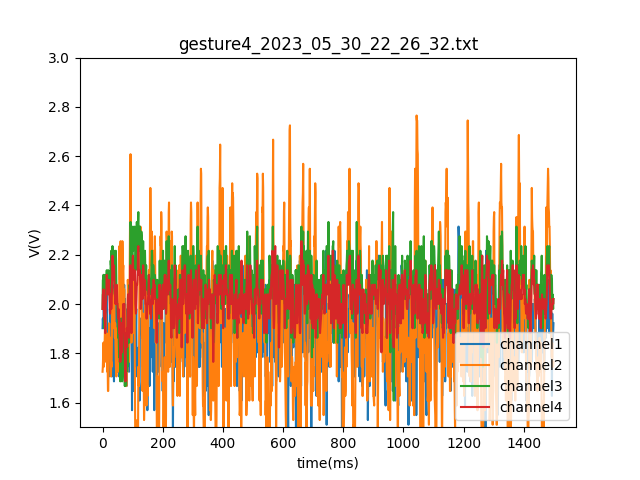 gesture4_2023_05_30_22_26_32.txt
3.0
2.8
2.6
2.4
2.2
2.0
1.8
1.6
V(V)
0 200 400 600 800 1000 1200 1400
time(ms)
channel1
channel2
channel3
channel4